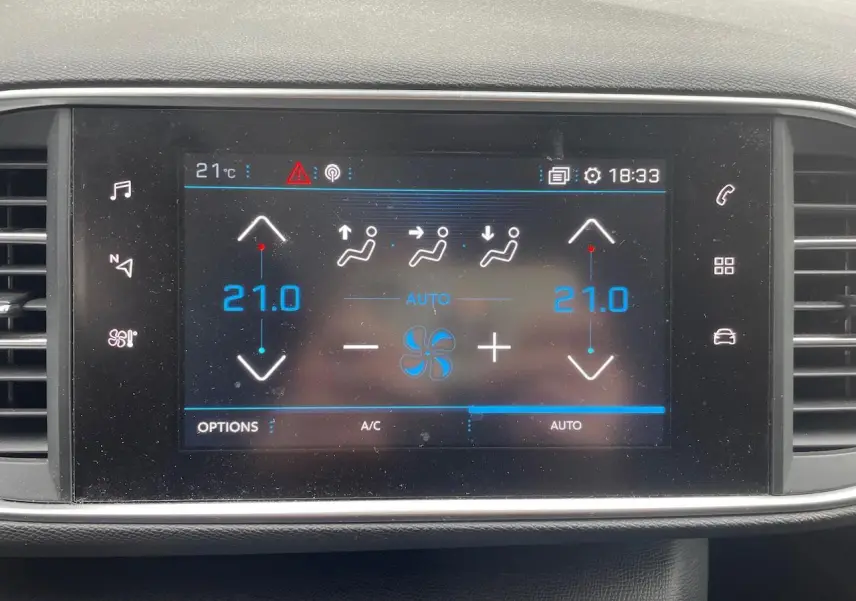 21°C 18:33
N
21.0 AUTO 21.0
OPTIONS A/C AUTO